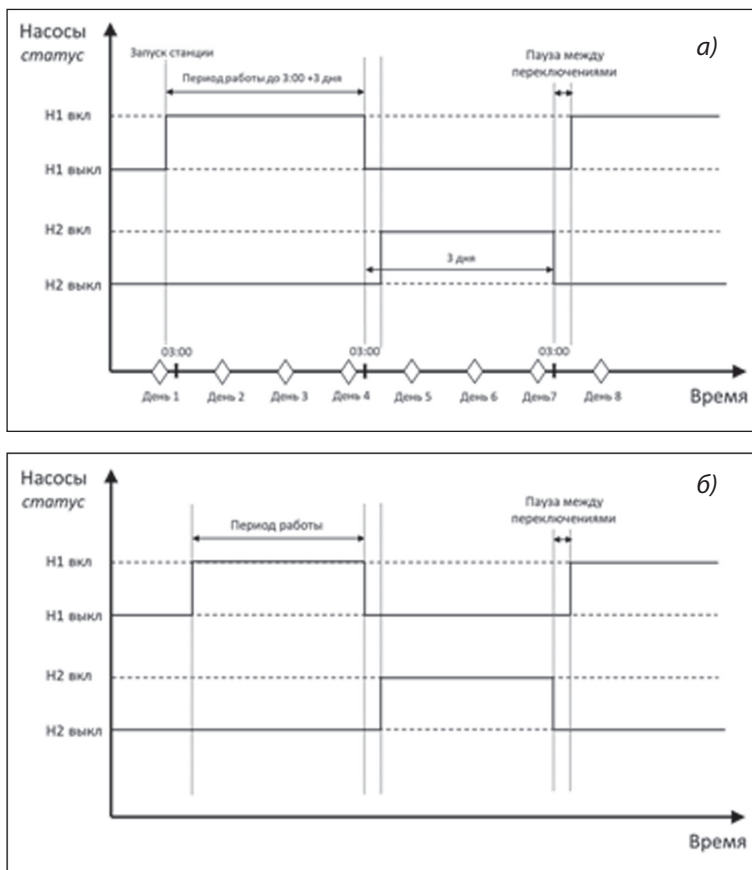 Насосы
статус
Запуск станции
Период работы до 3:00 +3 дня
Пауза между
переключениями
а)
Н1 вкл
Н1 выкл
Н2 вкл
Н2 выкл
3 дня
03:00
03:00
03:00
День 1
День 2
День 3
День 4
День 5
День 6
День7
День 8
Время
Насосы
статус
Период работы
Пауза между
переключениями
б)
Н1 вкл
Н1 выкл
Н2 вкл
Н2 выкл
Время